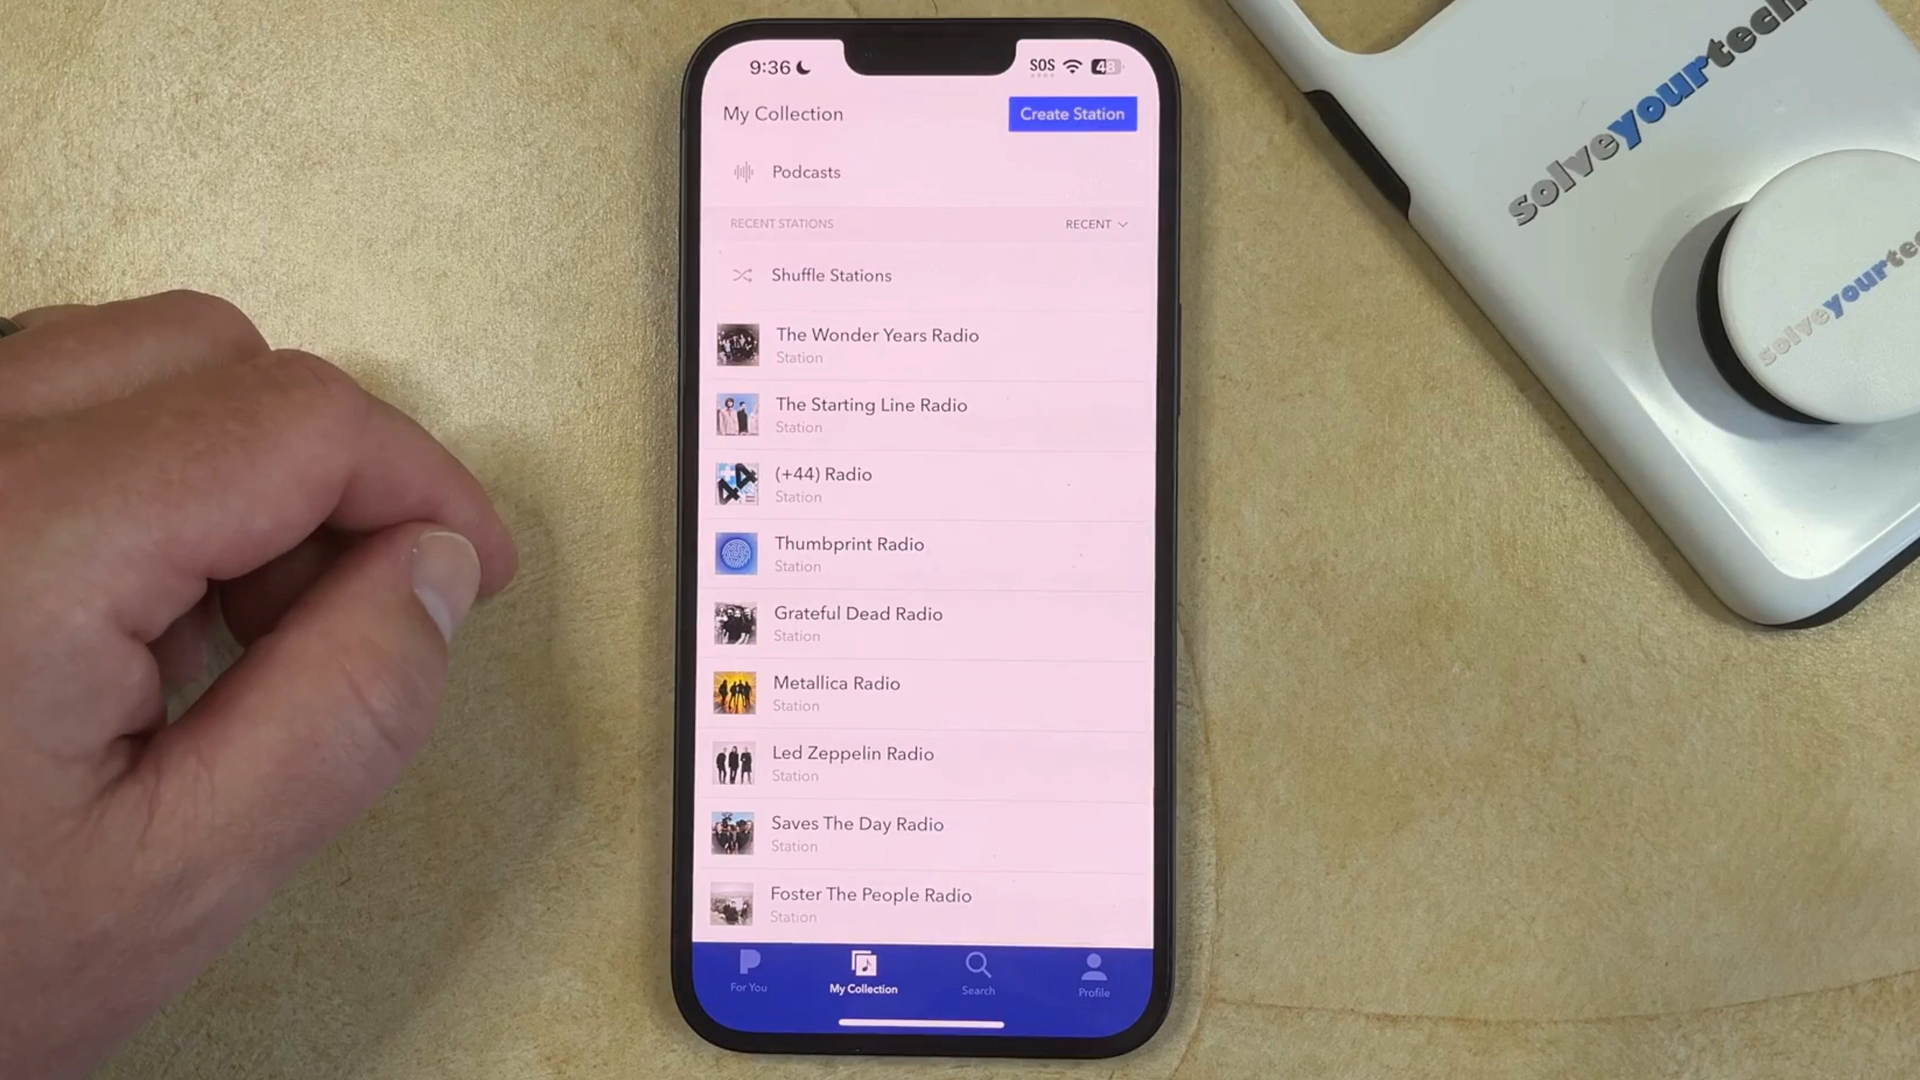 9:36
SOS
48
My Collection
Create Station
Podcasts
RECENT STATIONS
RECENT
Shuffle Stations
The Wonder Years Radio
Station
The Starting Line Radio
Station
(+44) Radio
Station
Thumbprint Radio
Station
Grateful Dead Radio
Station
Metallica Radio
Station
Led Zeppelin Radio
Station
Saves The Day Radio
Station
Foster The People Radio
Station
For You
My Collection
Search
Profile
solveyourtech
solveyourtec